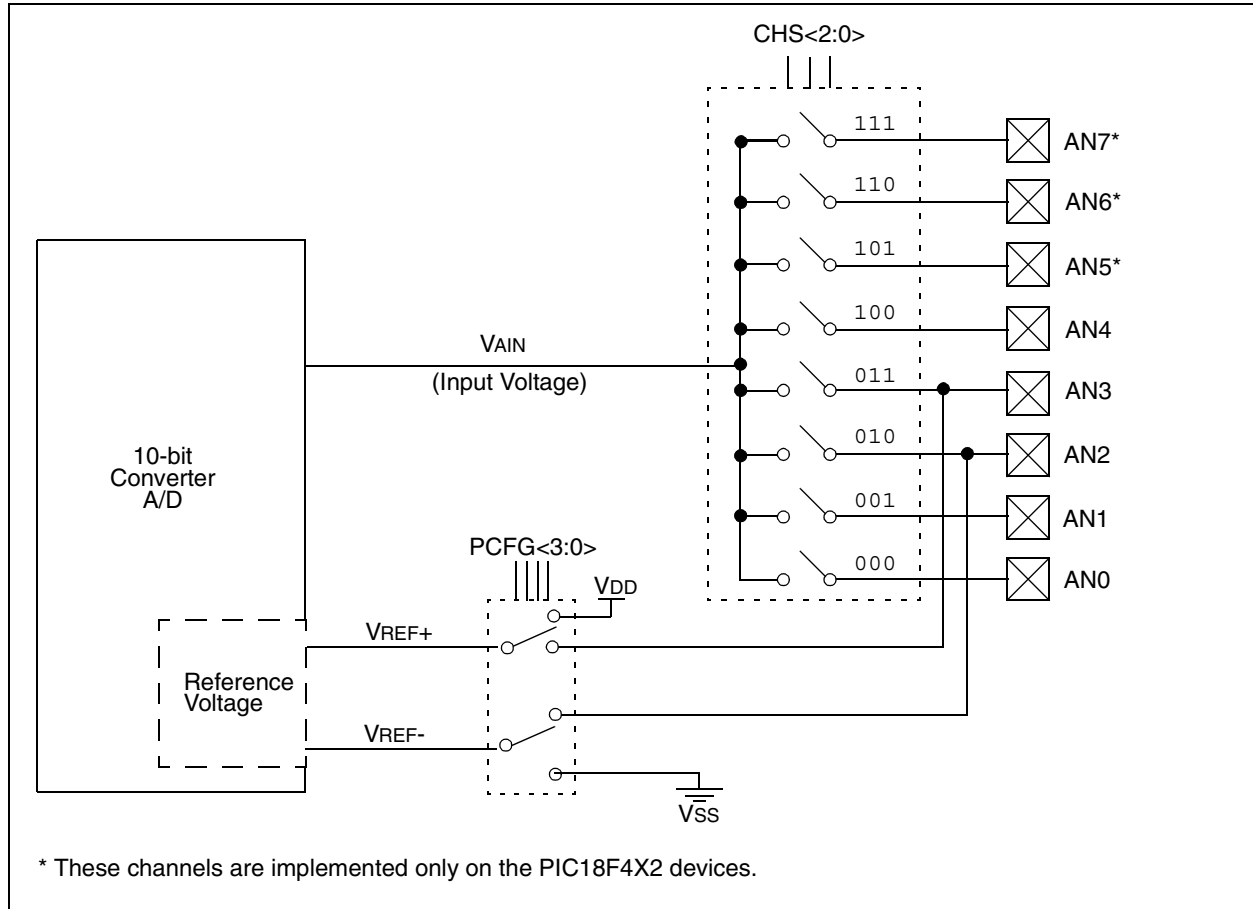 CHS<2:0>
111
AN7*
110
AN6*
101
AN5*
100
AN4
VAIN
(Input Voltage)
011
AN3
010
AN2
10-bit
Converter
A/D
001
AN1
PCFG<3:0>
000
AN0
VDD
VREF+
Reference
Voltage
VREF-
VSS
* These channels are implemented only on the PIC18F4X2 devices.